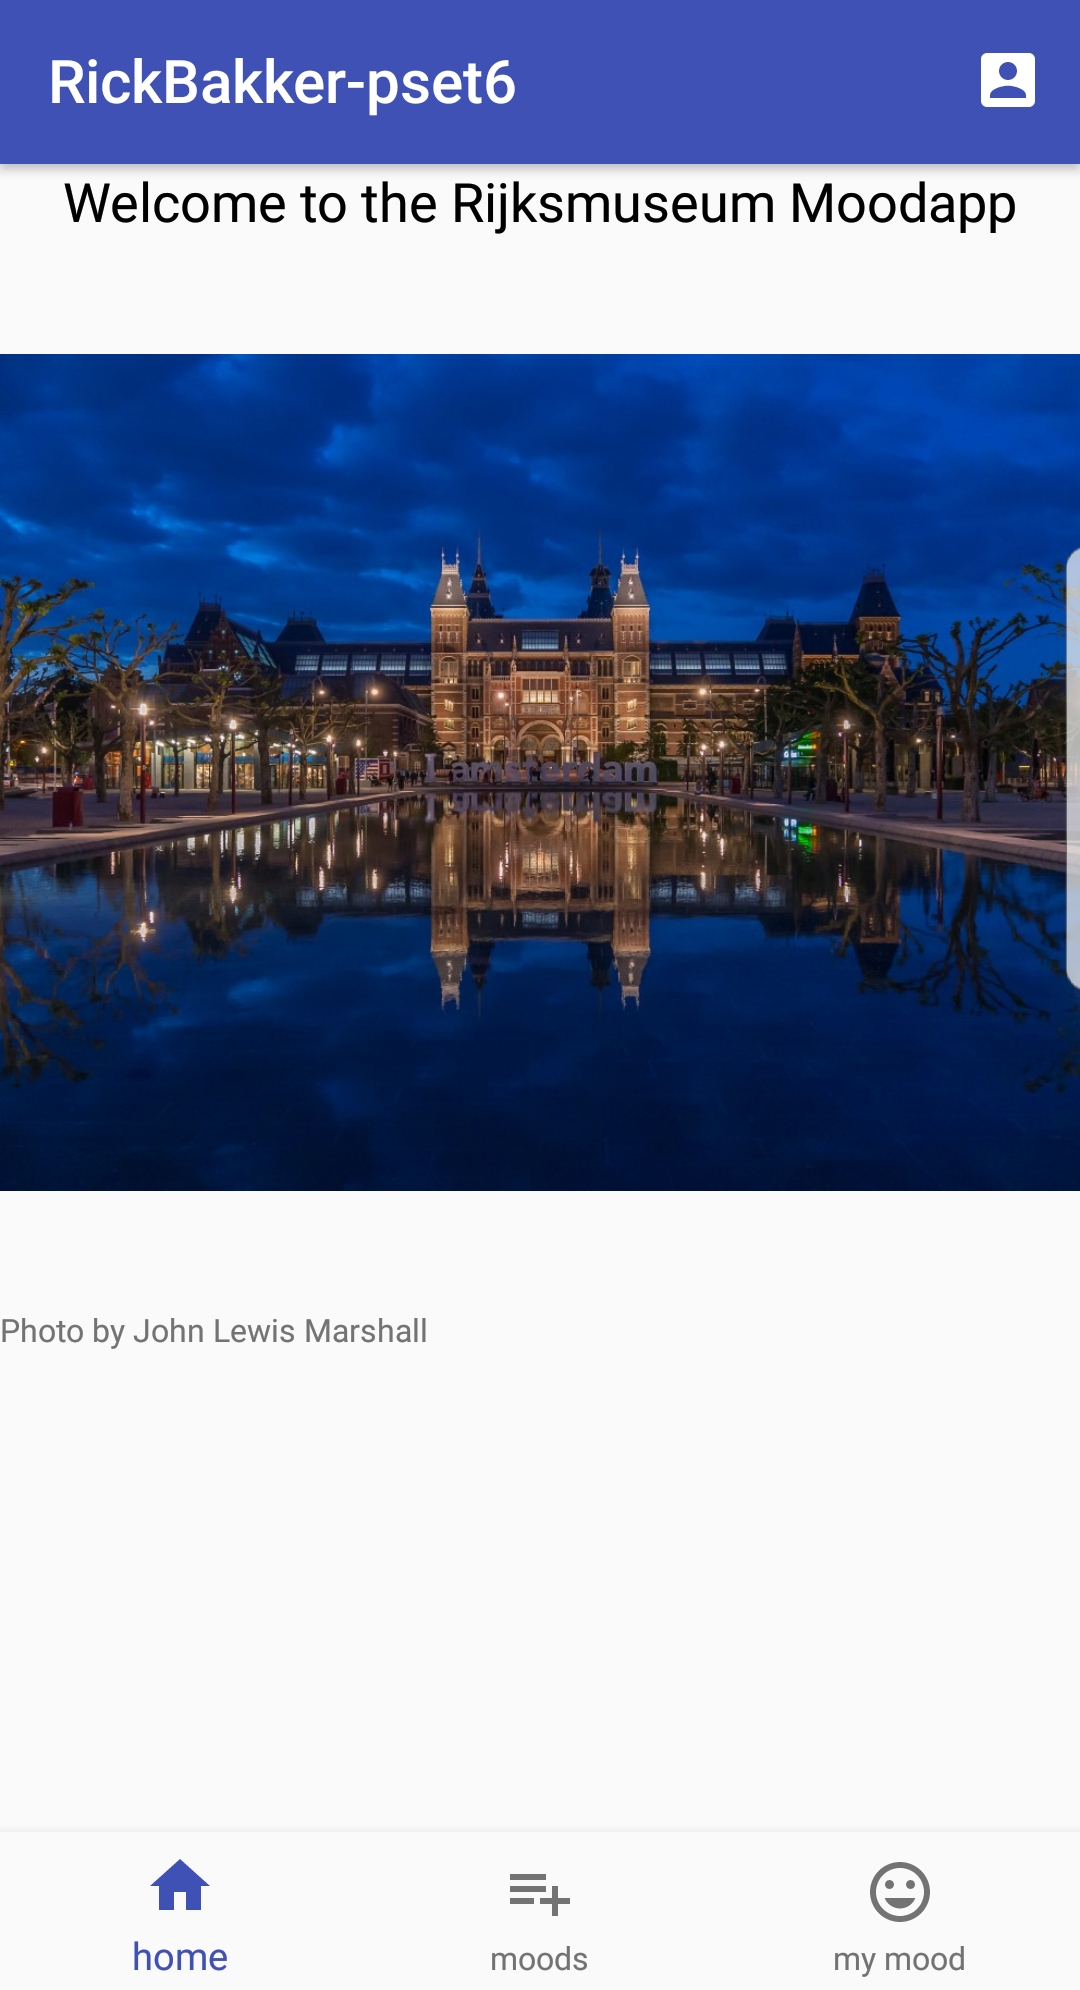 RickBakker-pset6
Welcome to the Rijksmuseum Moodapp
I amsterdam
Photo by John Lewis Marshall
home
moods
my mood